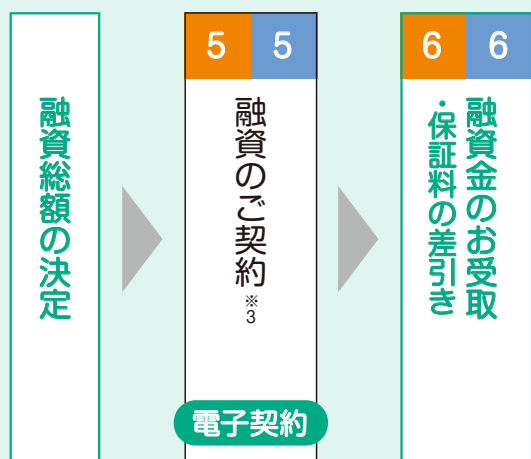 融資総額の決定
5 5
融資のご契約※3
電子契約
6 6
融資金のお受取
・保証料の差引き